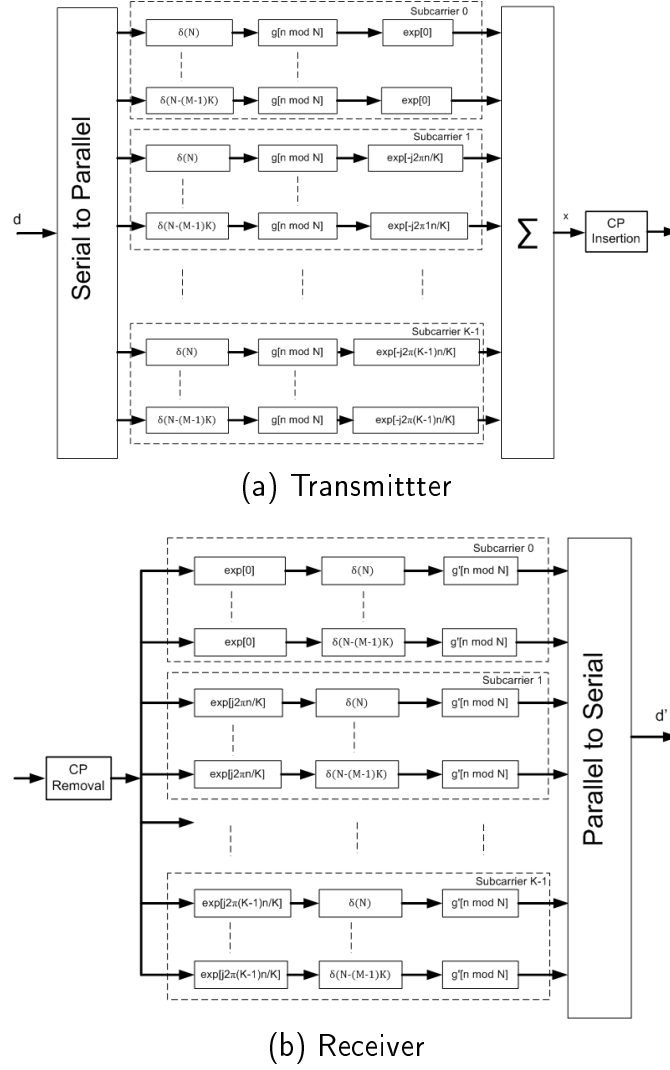 Subcarrier 0
δ(N) g[n mod N] exp[0]
δ(N-(M-1)K) g[n mod N] exp[0]
Subcarrier 1
δ(N) g[n mod N] exp[-j2πn/K]
d
Serial to Parallel
δ(N-(M-1)K) g[n mod N] exp[-j2π1n/K]
Σ
x
CP
Insertion
Subcarrier K-1
δ(N) g[n mod N] exp[-j2π(K-1)n/K]
δ(N-(M-1)K) g[n mod N] exp[-j2π(K-1)n/K]
(a) Transmittter
Subcarrier 0
exp[0] δ(N) g'[n mod N]
exp[0] δ(N-(M-1)K) g'[n mod N]
Subcarrier 1
exp[j2πn/K] δ(N) g'[n mod N]
CP
Removal
exp[j2πn/K] δ(N-(M-1)K) g'[n mod N]
Parallel to Serial
d'
Subcarrier K-1
exp[j2π(K-1)n/K] δ(N) g'[n mod N]
exp[j2π(K-1)n/K] δ(N-(M-1)K) g'[n mod N]
(b) Receiver